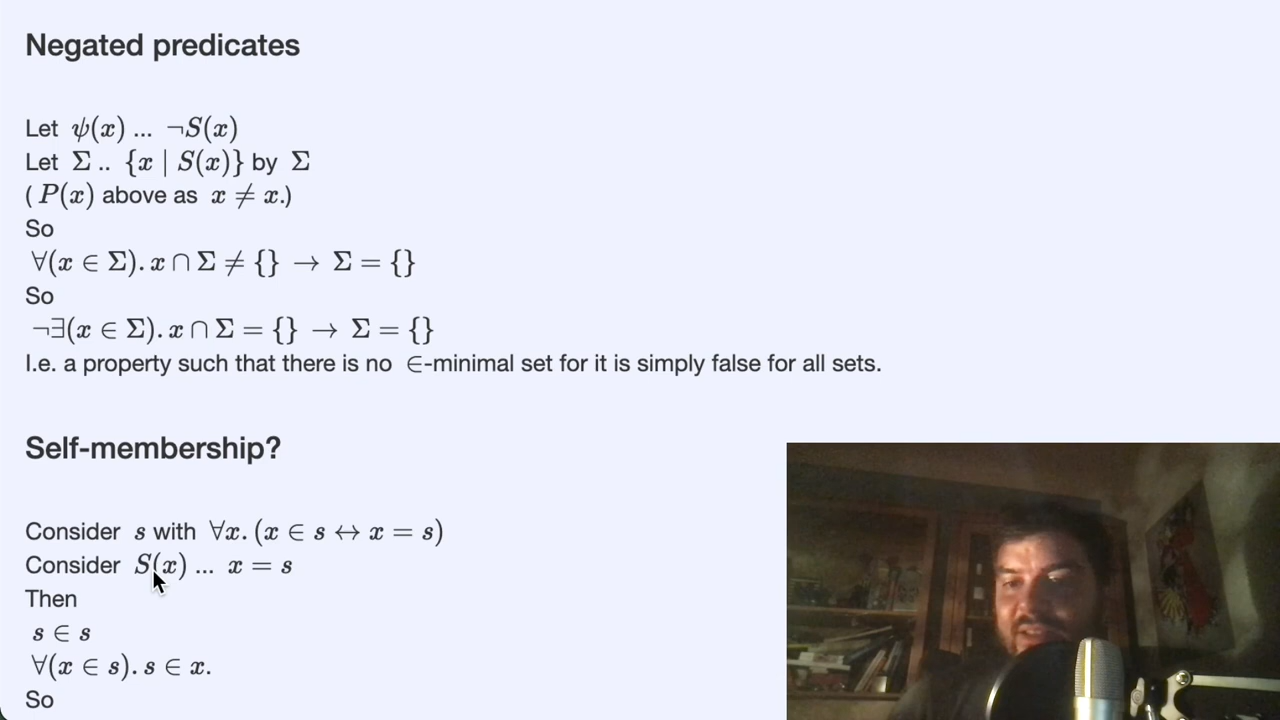 Negated predicates
Let ψ(x) ... ¬S(x)
Let Σ .. {x | S(x)} by Σ
( P(x) above as x ≠ x.)
So
∀(x ∈ Σ). x ∩ Σ ≠ {} → Σ = {}
So
¬∃(x ∈ Σ). x ∩ Σ = {} → Σ = {}
I.e. a property such that there is no ∈-minimal set for it is simply false for all sets.
Self-membership?
Consider s with ∀x. (x ∈ s ↔ x = s)
Consider S(x) ... x = s
Then
s ∈ s
∀(x ∈ s). s ∈ x.
So